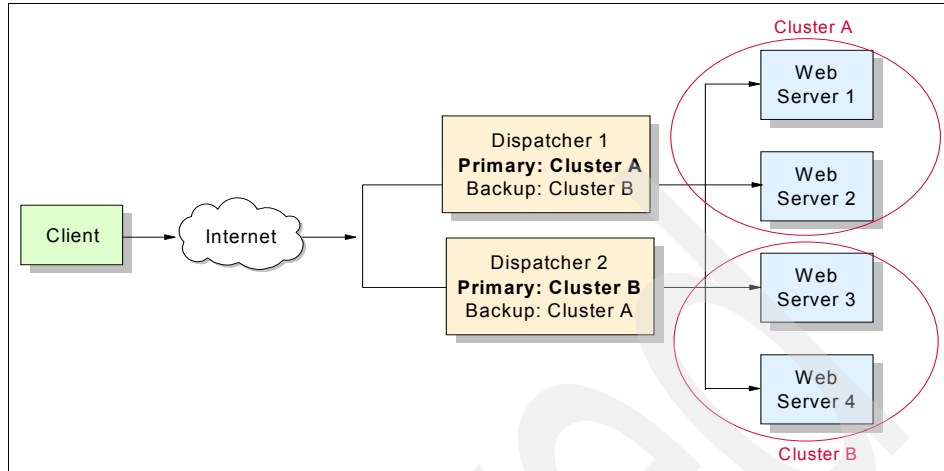 Cluster A
Web
Server 1
Dispatcher 1
Primary: Cluster A
Backup: Cluster B
Web
Server 2
Client
Internet
Dispatcher 2
Primary: Cluster B
Backup: Cluster A
Web
Server 3
Web
Server 4
Cluster B